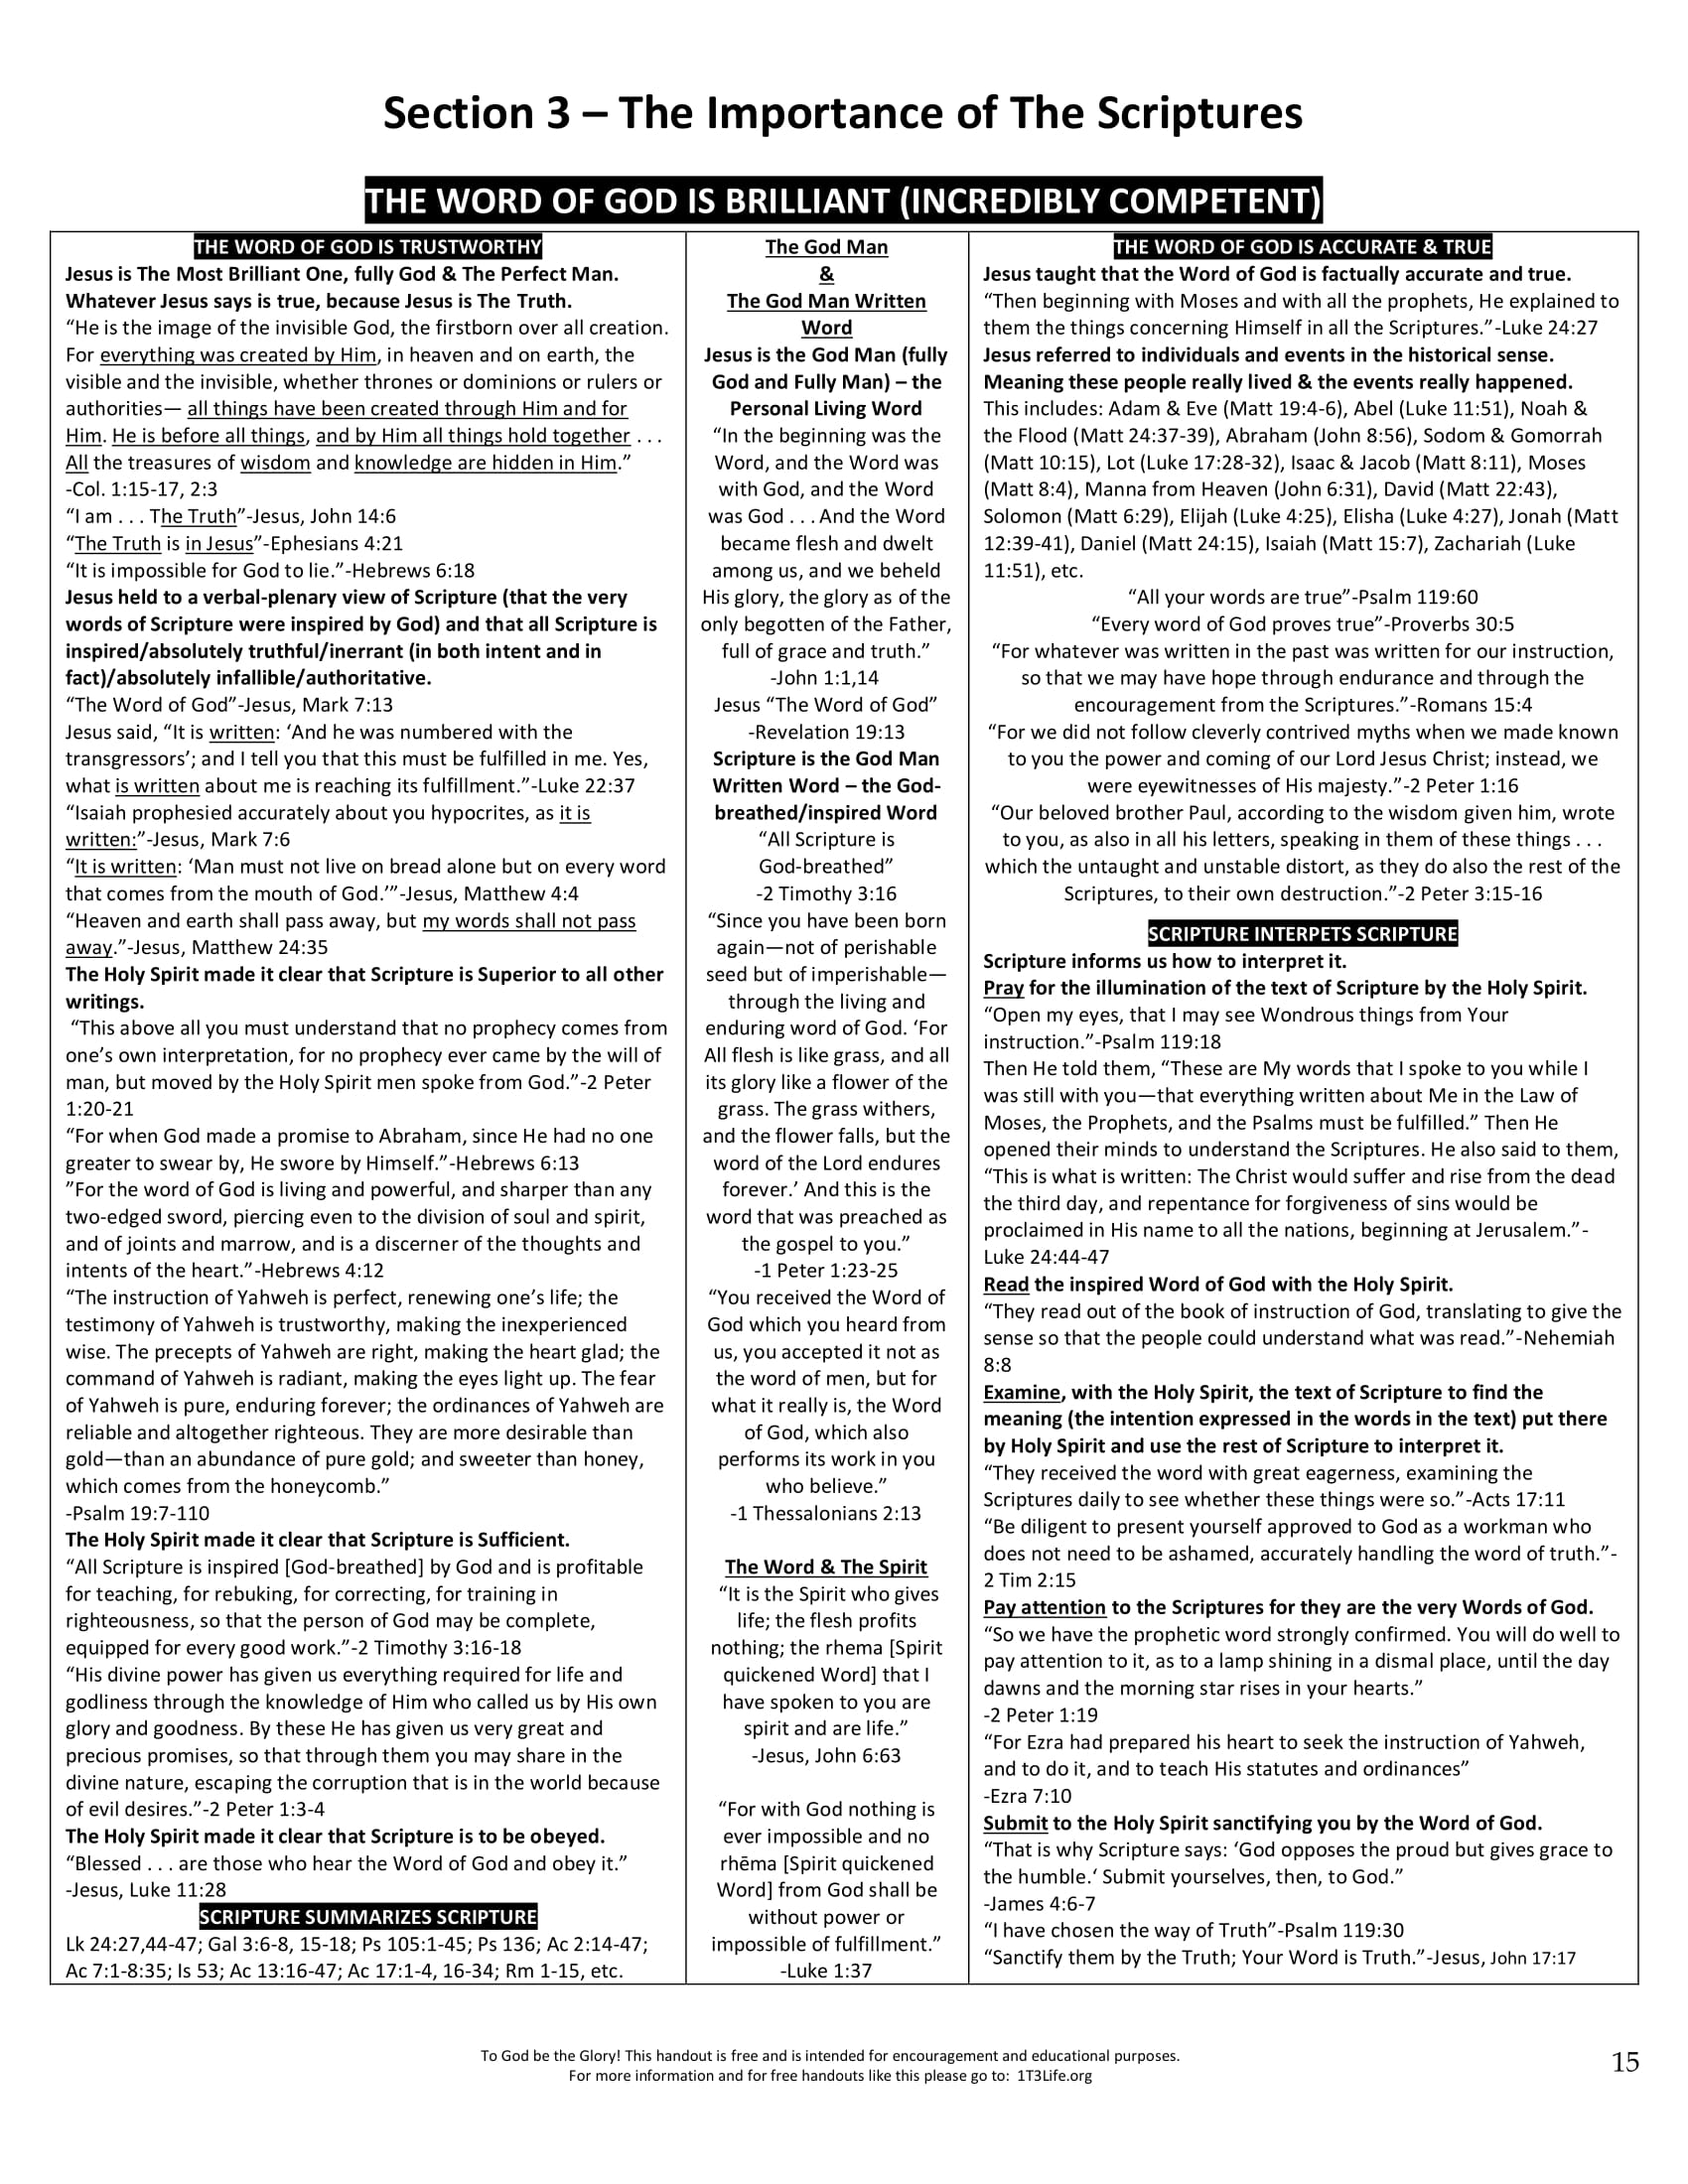 Section 3 – The Importance of The Scriptures
THE WORD OF GOD IS BRILLIANT (INCREDIBLY COMPETENT)
THE WORD OF GOD IS TRUSTWORTHY
Jesus is The Most Brilliant One, fully God & The Perfect Man.
Whatever Jesus says is true, because Jesus is The Truth.
“He is the image of the invisible God, the firstborn over all creation.
For everything was created by Him, in heaven and on earth, the
visible and the invisible, whether thrones or dominions or rulers or
authorities— all things have been created through Him and for
Him. He is before all things, and by Him all things hold together . . .
All the treasures of wisdom and knowledge are hidden in Him.”
-Col. 1:15-17, 2:3
“I am . . . The Truth”-Jesus, John 14:6
“The Truth is in Jesus”-Ephesians 4:21
“It is impossible for God to lie.”-Hebrews 6:18
Jesus held to a verbal-plenary view of Scripture (that the very
words of Scripture were inspired by God) and that all Scripture is
inspired/absolutely truthful/inerrant (in both intent and in
fact)/absolutely infallible/authoritative.
“The Word of God”-Jesus, Mark 7:13
Jesus said, “It is written: ‘And he was numbered with the
transgressors’; and I tell you that this must be fulfilled in me. Yes,
what is written about me is reaching its fulfillment.”-Luke 22:37
“Isaiah prophesied accurately about you hypocrites, as it is
written:”-Jesus, Mark 7:6
“It is written: ‘Man must not live on bread alone but on every word
that comes from the mouth of God.’”-Jesus, Matthew 4:4
“Heaven and earth shall pass away, but my words shall not pass
away.”-Jesus, Matthew 24:35
The Holy Spirit made it clear that Scripture is Superior to all other
writings.
“This above all you must understand that no prophecy comes from
one’s own interpretation, for no prophecy ever came by the will of
man, but moved by the Holy Spirit men spoke from God.”-2 Peter
1:20-21
“For when God made a promise to Abraham, since He had no one
greater to swear by, He swore by Himself.”-Hebrews 6:13
”For the word of God is living and powerful, and sharper than any
two-edged sword, piercing even to the division of soul and spirit,
and of joints and marrow, and is a discerner of the thoughts and
intents of the heart.”-Hebrews 4:12
“The instruction of Yahweh is perfect, renewing one’s life; the
testimony of Yahweh is trustworthy, making the inexperienced
wise. The precepts of Yahweh are right, making the heart glad; the
command of Yahweh is radiant, making the eyes light up. The fear
of Yahweh is pure, enduring forever; the ordinances of Yahweh are
reliable and altogether righteous. They are more desirable than
gold—than an abundance of pure gold; and sweeter than honey,
which comes from the honeycomb.”
-Psalm 19:7-110
The Holy Spirit made it clear that Scripture is Sufficient.
“All Scripture is inspired [God-breathed] by God and is profitable
for teaching, for rebuking, for correcting, for training in
righteousness, so that the person of God may be complete,
equipped for every good work.”-2 Timothy 3:16-18
“His divine power has given us everything required for life and
godliness through the knowledge of Him who called us by His own
glory and goodness. By these He has given us very great and
precious promises, so that through them you may share in the
divine nature, escaping the corruption that is in the world because
of evil desires.”-2 Peter 1:3-4
The Holy Spirit made it clear that Scripture is to be obeyed.
“Blessed . . . are those who hear the Word of God and obey it.”
-Jesus, Luke 11:28
SCRIPTURE SUMMARIZES SCRIPTURE
Lk 24:27,44-47; Gal 3:6-8, 15-18; Ps 105:1-45; Ps 136; Ac 2:14-47;
Ac 7:1-8:35; Is 53; Ac 13:16-47; Ac 17:1-4, 16-34; Rm 1-15, etc.
The God Man
&
The God Man Written
Word
Jesus is the God Man (fully
God and Fully Man) – the
Personal Living Word
“In the beginning was the
Word, and the Word was
with God, and the Word
was God . . . And the Word
became flesh and dwelt
among us, and we beheld
His glory, the glory as of the
only begotten of the Father,
full of grace and truth.”
-John 1:1,14
Jesus “The Word of God”
-Revelation 19:13
Scripture is the God Man
Written Word – the God-
breathed/inspired Word
“All Scripture is
God-breathed”
-2 Timothy 3:16
“Since you have been born
again—not of perishable
seed but of imperishable—
through the living and
enduring word of God. ‘For
All flesh is like grass, and all
its glory like a flower of the
grass. The grass withers,
and the flower falls, but the
word of the Lord endures
forever.’ And this is the
word that was preached as
the gospel to you.”
-1 Peter 1:23-25
“You received the Word of
God which you heard from
us, you accepted it not as
the word of men, but for
what it really is, the Word
of God, which also
performs its work in you
who believe.”
-1 Thessalonians 2:13
The Word & The Spirit
“It is the Spirit who gives
life; the flesh profits
nothing; the rhema [Spirit
quickened Word] that I
have spoken to you are
spirit and are life.”
-Jesus, John 6:63
“For with God nothing is
ever impossible and no
rhēma [Spirit quickened
Word] from God shall be
without power or
impossible of fulfillment.”
-Luke 1:37
THE WORD OF GOD IS ACCURATE & TRUE
Jesus taught that the Word of God is factually accurate and true.
“Then beginning with Moses and with all the prophets, He explained to
them the things concerning Himself in all the Scriptures.”-Luke 24:27
Jesus referred to individuals and events in the historical sense.
Meaning these people really lived & the events really happened.
This includes: Adam & Eve (Matt 19:4-6), Abel (Luke 11:51), Noah &
the Flood (Matt 24:37-39), Abraham (John 8:56), Sodom & Gomorrah
(Matt 10:15), Lot (Luke 17:28-32), Isaac & Jacob (Matt 8:11), Moses
(Matt 8:4), Manna from Heaven (John 6:31), David (Matt 22:43),
Solomon (Matt 6:29), Elijah (Luke 4:25), Elisha (Luke 4:27), Jonah (Matt
12:39-41), Daniel (Matt 24:15), Isaiah (Matt 15:7), Zachariah (Luke
11:51), etc.
“All your words are true”-Psalm 119:60
“Every word of God proves true”-Proverbs 30:5
“For whatever was written in the past was written for our instruction,
so that we may have hope through endurance and through the
encouragement from the Scriptures.”-Romans 15:4
“For we did not follow cleverly contrived myths when we made known
to you the power and coming of our Lord Jesus Christ; instead, we
were eyewitnesses of His majesty.”-2 Peter 1:16
“Our beloved brother Paul, according to the wisdom given him, wrote
to you, as also in all his letters, speaking in them of these things . . .
which the untaught and unstable distort, as they do also the rest of the
Scriptures, to their own destruction.”-2 Peter 3:15-16
SCRIPTURE INTERPETS SCRIPTURE
Scripture informs us how to interpret it.
Pray for the illumination of the text of Scripture by the Holy Spirit.
“Open my eyes, that I may see Wondrous things from Your
instruction.”-Psalm 119:18
Then He told them, “These are My words that I spoke to you while I
was still with you—that everything written about Me in the Law of
Moses, the Prophets, and the Psalms must be fulfilled.” Then He
opened their minds to understand the Scriptures. He also said to them,
“This is what is written: The Christ would suffer and rise from the dead
the third day, and repentance for forgiveness of sins would be
proclaimed in His name to all the nations, beginning at Jerusalem.”-
Luke 24:44-47
Read the inspired Word of God with the Holy Spirit.
“They read out of the book of instruction of God, translating to give the
sense so that the people could understand what was read.”-Nehemiah
8:8
Examine, with the Holy Spirit, the text of Scripture to find the
meaning (the intention expressed in the words in the text) put there
by Holy Spirit and use the rest of Scripture to interpret it.
“They received the word with great eagerness, examining the
Scriptures daily to see whether these things were so.”-Acts 17:11
“Be diligent to present yourself approved to God as a workman who
does not need to be ashamed, accurately handling the word of truth.”-
2 Tim 2:15
Pay attention to the Scriptures for they are the very Words of God.
“So we have the prophetic word strongly confirmed. You will do well to
pay attention to it, as to a lamp shining in a dismal place, until the day
dawns and the morning star rises in your hearts.”
-2 Peter 1:19
“For Ezra had prepared his heart to seek the instruction of Yahweh,
and to do it, and to teach His statutes and ordinances”
-Ezra 7:10
Submit to the Holy Spirit sanctifying you by the Word of God.
“That is why Scripture says: ‘God opposes the proud but gives grace to
the humble.‘ Submit yourselves, then, to God.”
-James 4:6-7
“I have chosen the way of Truth”-Psalm 119:30
“Sanctify them by the Truth; Your Word is Truth.”-Jesus, John 17:17
To God be the Glory! This handout is free and is intended for encouragement and educational purposes.
For more information and for free handouts like this please go to: 1T3Life.org
15